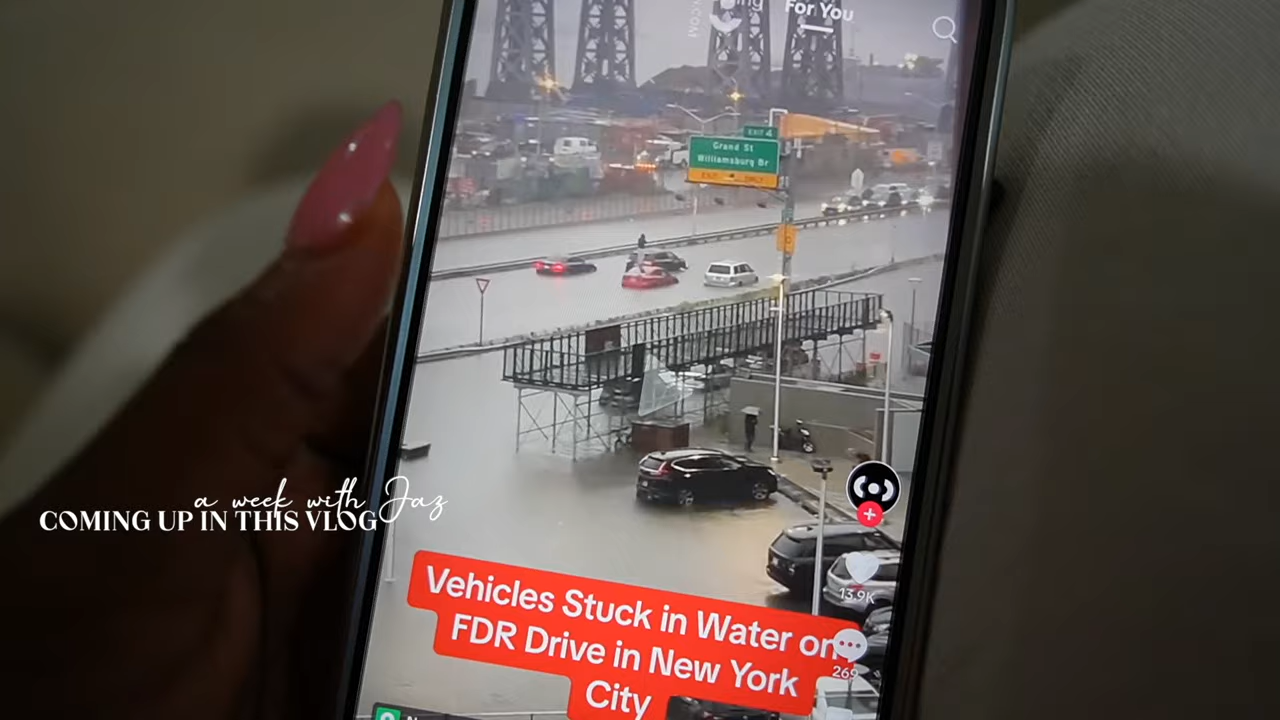 For You
EXIT 4
Grand St
Williamsburg Br
EXIT ONLY
a week with Jaz
COMING UP IN THIS VLOG
13.9K
269
Vehicles Stuck in Water on
FDR Drive in New York
City